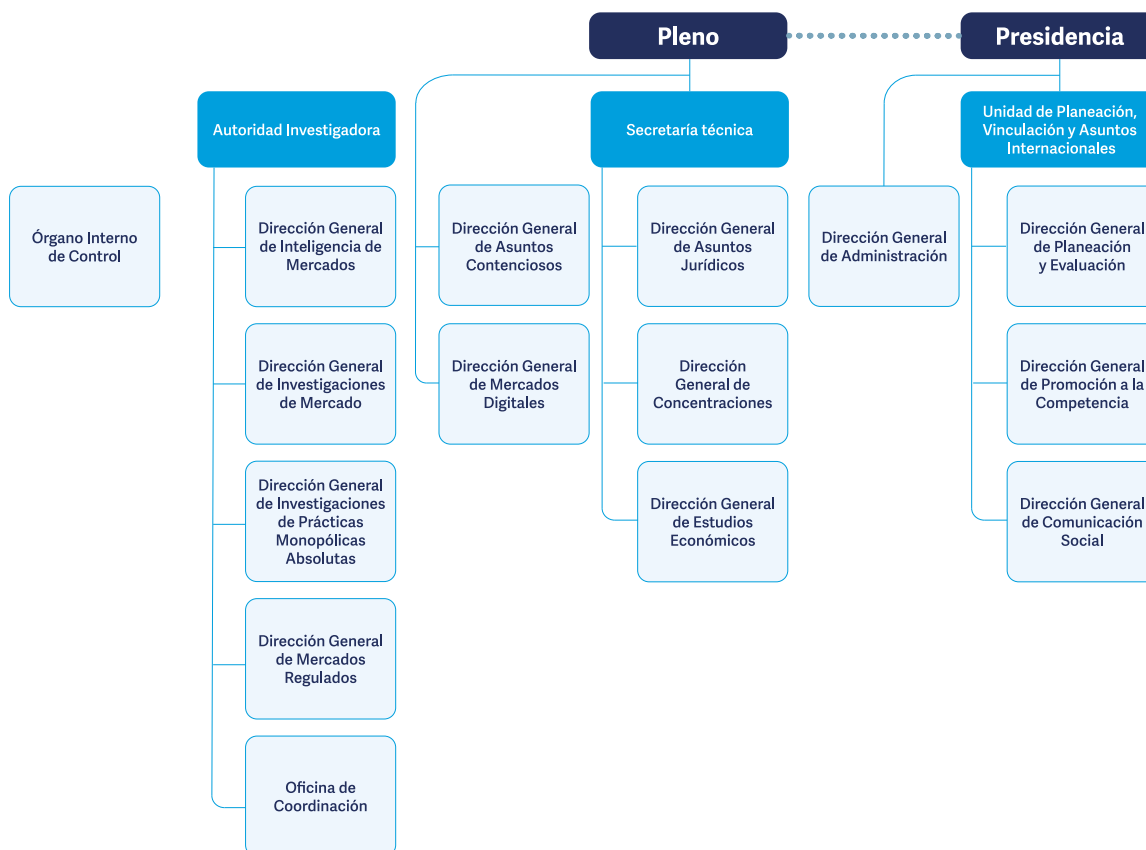 Pleno
Presidencia
Autoridad Investigadora
Secretaría técnica
Unidad de Planeación,
Vinculación y Asuntos
Internacionales
Órgano Interno
de Control
Dirección General
de Inteligencia de
Mercados
Dirección General
de Asuntos
Contenciosos
Dirección General
de Asuntos
Jurídicos
Dirección General
de Administración
Dirección General
de Planeación
y Evaluación
Dirección General
de Investigaciones
de Mercado
Dirección General
de Mercados
Digitales
Dirección
General de
Concentraciones
Dirección General
de Promoción a la
Competencia
Dirección General
de Investigaciones
de Prácticas
Monopólicas
Absolutas
Dirección General
de Estudios
Económicos
Dirección General
de Comunicación
Social
Dirección General
de Mercados
Regulados
Oficina de
Coordinación